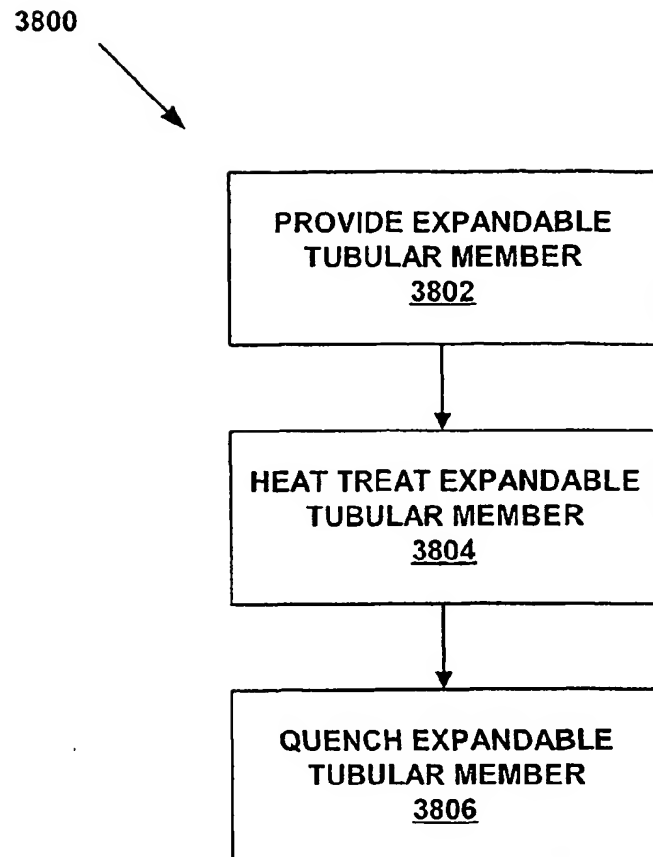 3800
PROVIDE EXPANDABLE
TUBULAR MEMBER
3802
HEAT TREAT EXPANDABLE
TUBULAR MEMBER
3804
QUENCH EXPANDABLE
TUBULAR MEMBER
3806